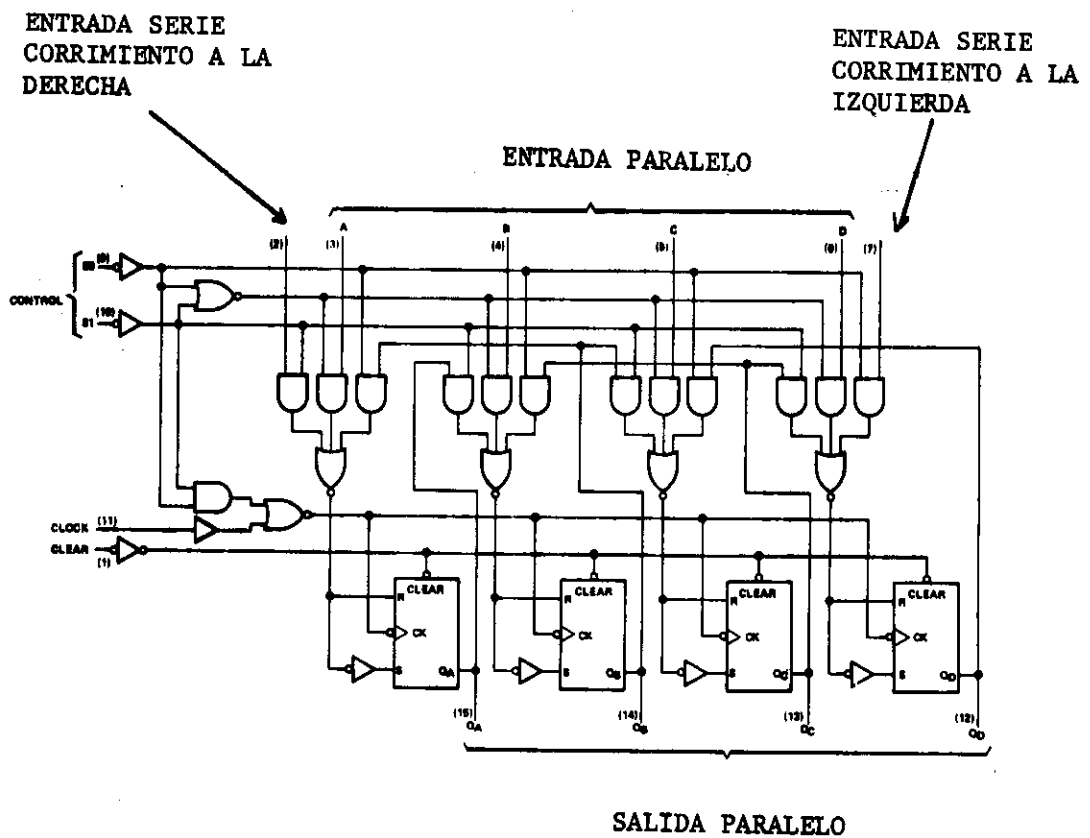 ENTRADA SERIE
CORRIMIENTO A LA
DERECHA
ENTRADA SERIE
CORRIMIENTO A LA
IZQUIERDA
ENTRADA PARALELO
A
B
C
D
(2)
(3)
(4)
(5)
(6)
(7)
CONTROL
S0
(9)
S1
(10)
CLOCK
(11)
CLEAR
(1)
CLEAR
CLEAR
CLEAR
CLEAR
R
R
R
R
CK
CK
CK
CK
S
QA
S
QB
S
QC
S
QD
(15)
QA
(14)
QB
(13)
QC
(12)
QD
SALIDA PARALELO